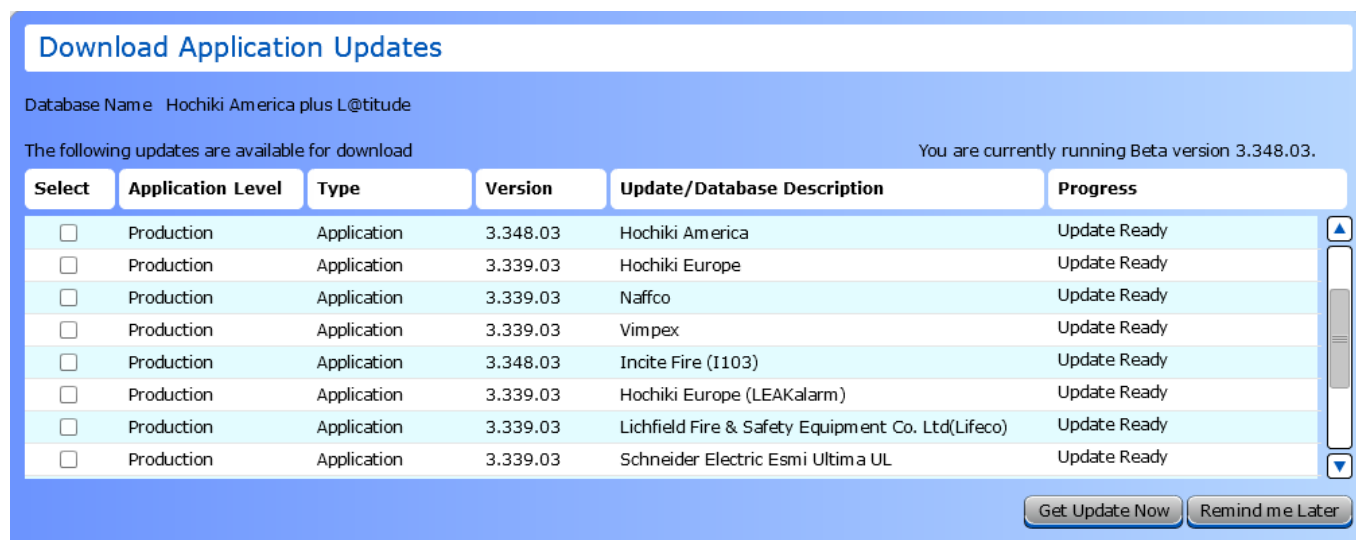 Download Application Updates
Database Name Hochiki America plus L@titude
The following updates are available for download You are currently running Beta version 3.348.03.
Select Application Level Type Version Update/Database Description Progress
Production Application 3.348.03 Hochiki America Update Ready
Production Application 3.339.03 Hochiki Europe Update Ready
Production Application 3.339.03 Naffco Update Ready
Production Application 3.339.03 Vimpex Update Ready
Production Application 3.348.03 Incite Fire (I103) Update Ready
Production Application 3.339.03 Hochiki Europe (LEAKalarm) Update Ready
Production Application 3.339.03 Lichfield Fire & Safety Equipment Co. Ltd(Lifeco) Update Ready
Production Application 3.339.03 Schneider Electric Esmi Ultima UL Update Ready
Get Update Now Remind me Later